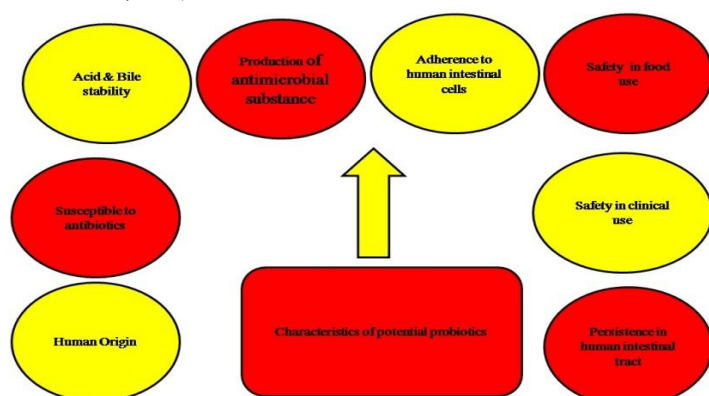 Acid & Bile
stability
Production of
antimicrobial
substance
Adherence to
human intestinal
cells
Safety in food
use
Susceptible to
antibiotics
Safety in clinical
use
Human Origin
Characteristics of potential probiotics
Persistence in
human intestinal
tract